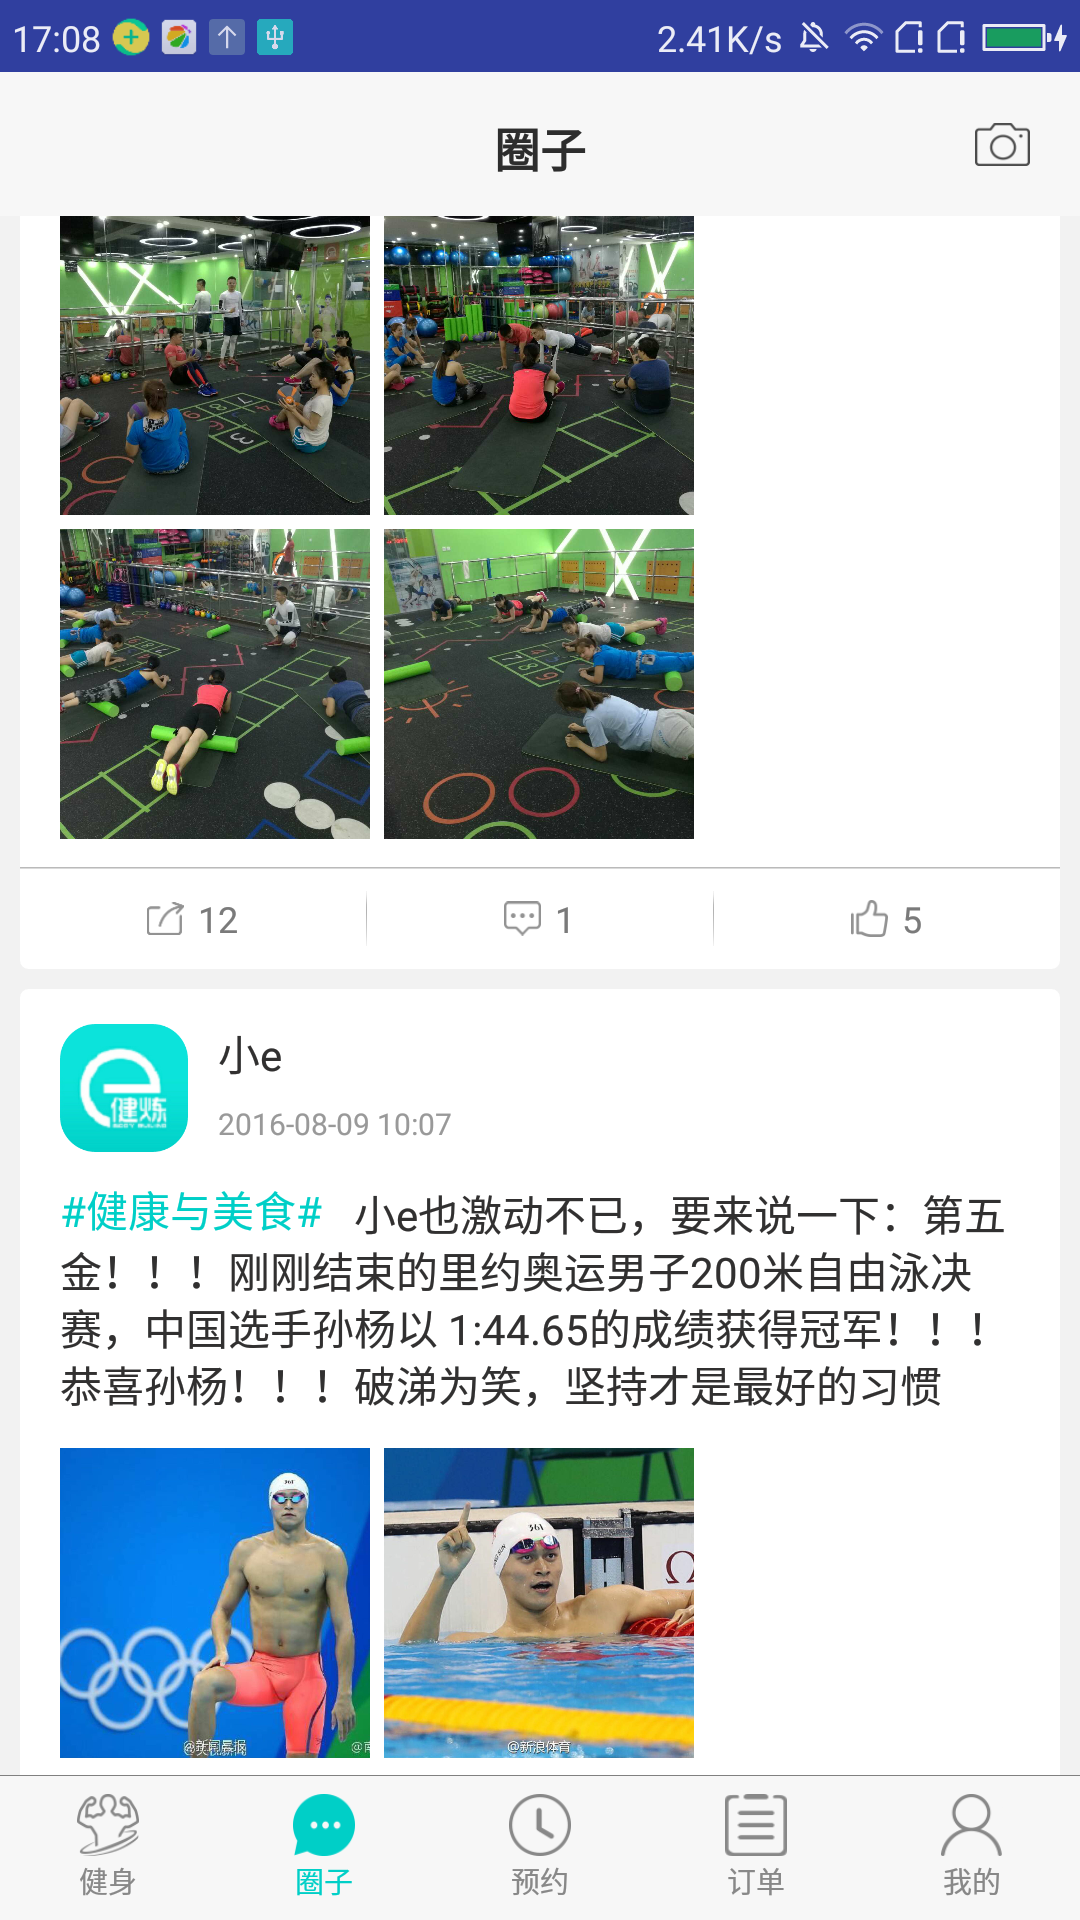 17:08
2.41K/s
圈子
12
1
5
健炼
小e
2016-08-09 10:07
#健康与美食# 小e也激动不已，要来说一下：第五
金！！！刚刚结束的里约奥运男子200米自由泳决
赛，中国选手孙杨以 1:44.65的成绩获得冠军！！！
恭喜孙杨！！！破涕为笑，坚持才是最好的习惯
361
361
@新浪体育
健身
圈子
预约
订单
我的